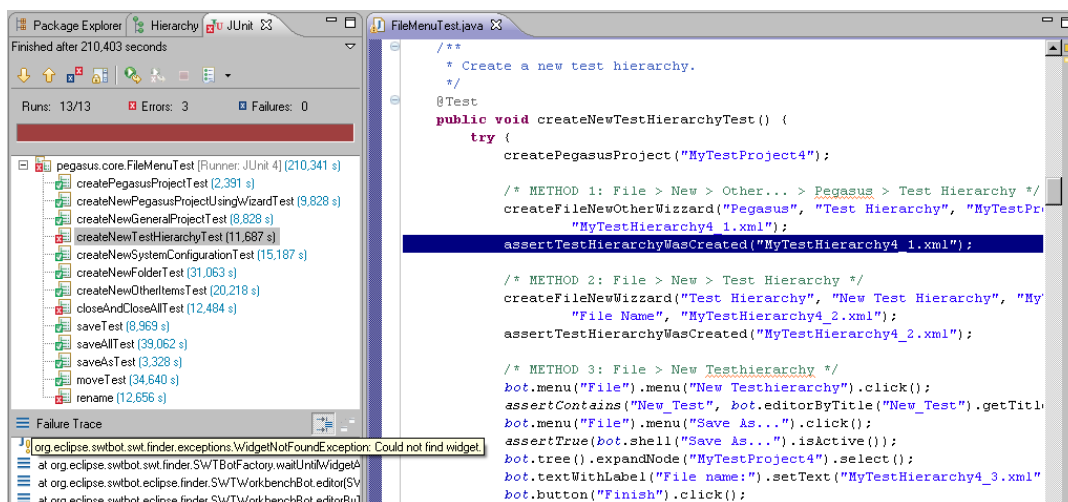 Package Explorer Hierarchy JUnit
Finished after 210,403 seconds
Runs: 13/13 Errors: 3 Failures: 0
pegasus.core.FileMenuTest [Runner: JUnit 4] (210,341 s)
createPegasusProjectTest (2,391 s)
createNewPegasusProjectUsingWizardTest (9,828 s)
createNewGeneralProjectTest (8,828 s)
createNewTestHierarchyTest (11,687 s)
createNewSystemConfigurationTest (15,187 s)
createNewFolderTest (31,063 s)
createNewOtherItemsTest (20,218 s)
closeAndCloseAllTest (12,484 s)
saveTest (8,969 s)
saveAllTest (39,062 s)
saveAsTest (3,328 s)
moveTest (34,640 s)
rename (12,656 s)
Failure Trace
org.eclipse.swtbot.swt.finder.exceptions.WidgetNotFoundException: Could not find widget.
at org.eclipse.swtbot.swt.finder.SWTBotFactory.waitUntilWidgetA
at org.eclipse.swtbot.eclipse.finder.SWTWorkbenchBot.editor(SV
at org.eclipse.swtbot.eclipse.finder.SWTWorkbenchBot.editorBuT
FileMenuTest.java
/**
* Create a new test hierarchy.
*/
@Test
public void createNewTestHierarchyTest() {
try {
createPegasusProject("MyTestProject4");
/* METHOD 1: File > New > Other... > Pegasus > Test Hierarchy */
createFileNewOtherWizzard("Pegasus", "Test Hierarchy", "MyTestPr
"MyTestHierarchy4_1.xml");
assertTestHierarchyWasCreated("MyTestHierarchy4_1.xml");
/* METHOD 2: File > New > Test Hierarchy */
createFileNewWizzard("Test Hierarchy", "New Test Hierarchy", "My
"File Name", "MyTestHierarchy4_2.xml");
assertTestHierarchyWasCreated("MyTestHierarchy4_2.xml");
/* METHOD 3: File > New Testhierarchy */
bot.menu("File").menu("New Testhierarchy").click();
assertContains("New_Test", bot.editorByTitle("New_Test").getTitl
bot.menu("File").menu("Save As...").click();
assertTrue(bot.shell("Save As...").isActive());
bot.tree().expandNode("MyTestProject4").select();
bot.textWithLabel("File name:").setText("MyTestHierarchy4_3.xml"
bot.button("Finish").click();